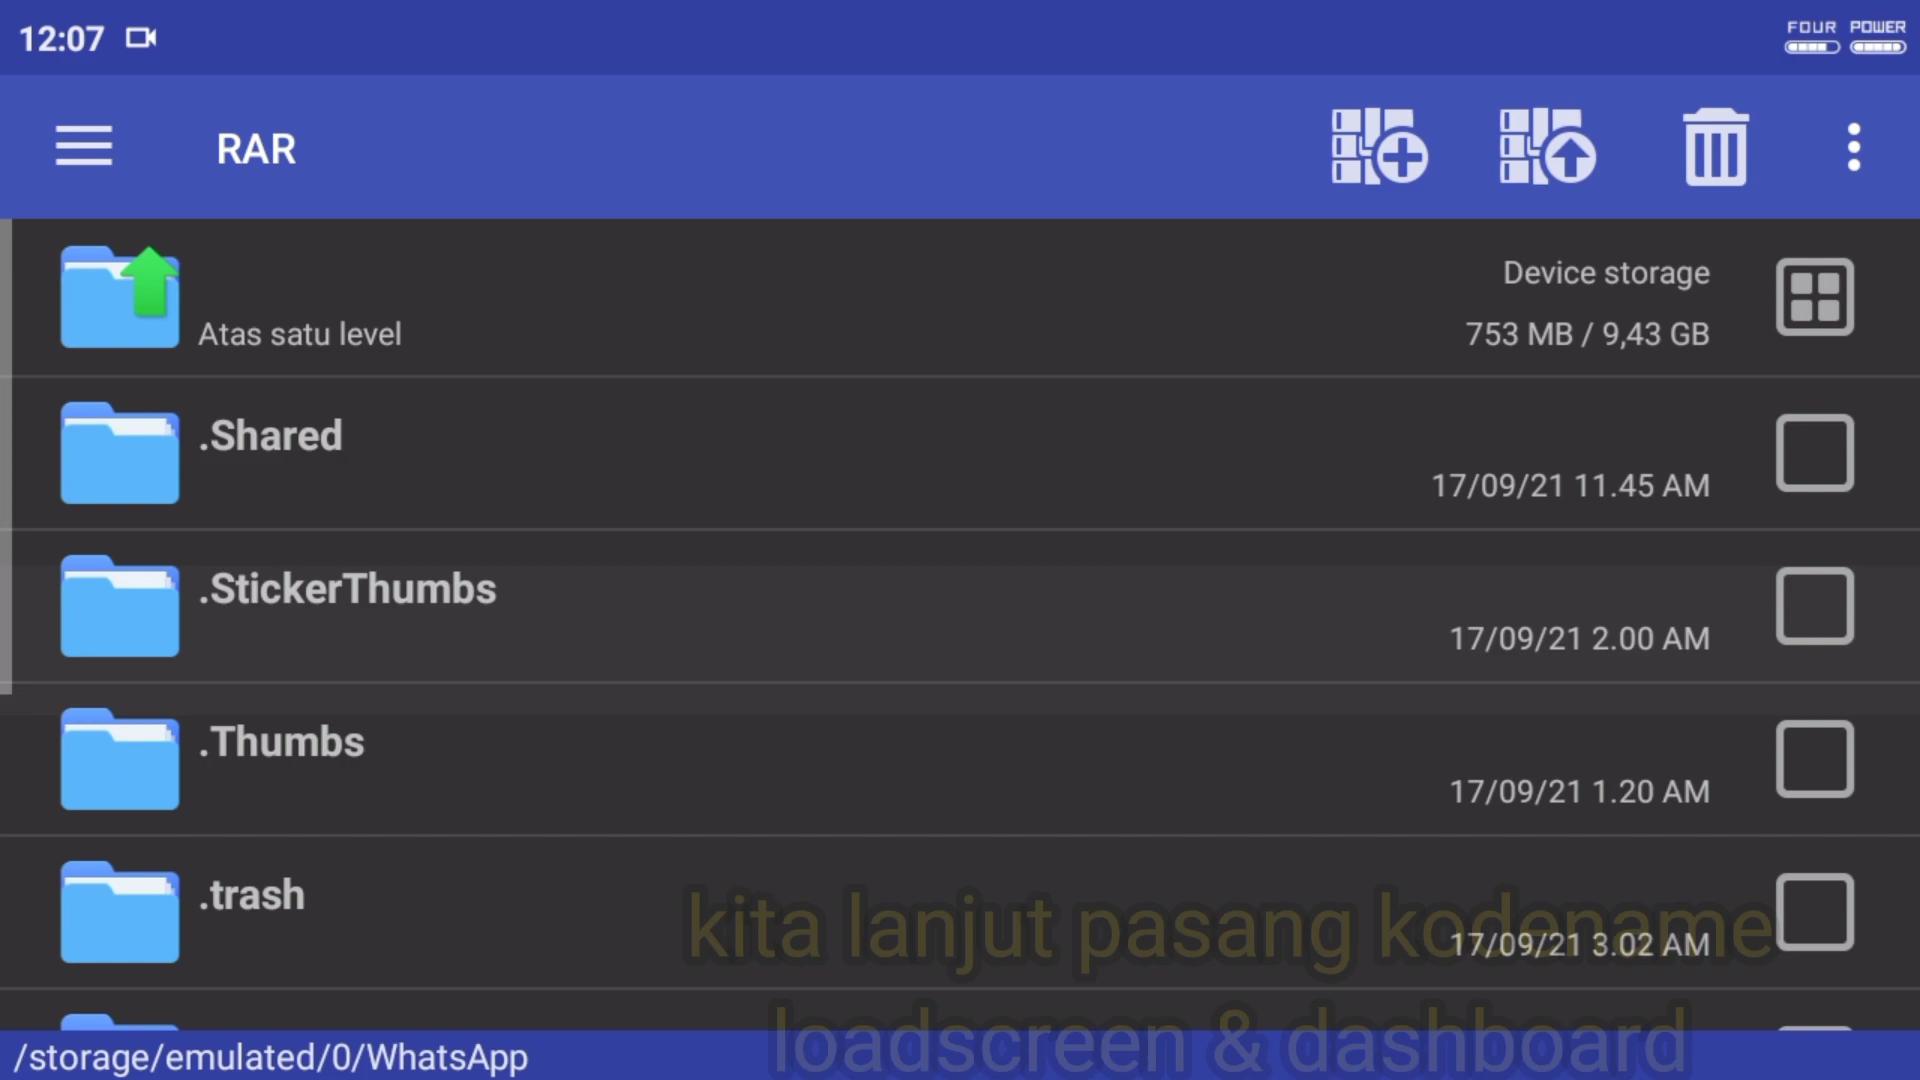 12:07
FOUR POWER
RAR
Device storage
Atas satu level
753 MB / 9,43 GB
.Shared
17/09/21 11.45 AM
.StickerThumbs
17/09/21 2.00 AM
.Thumbs
17/09/21 1.20 AM
.trash
17/09/21 3.02 AM
kita lanjut pasang kodename
loadscreen & dashboard
/storage/emulated/0/WhatsApp